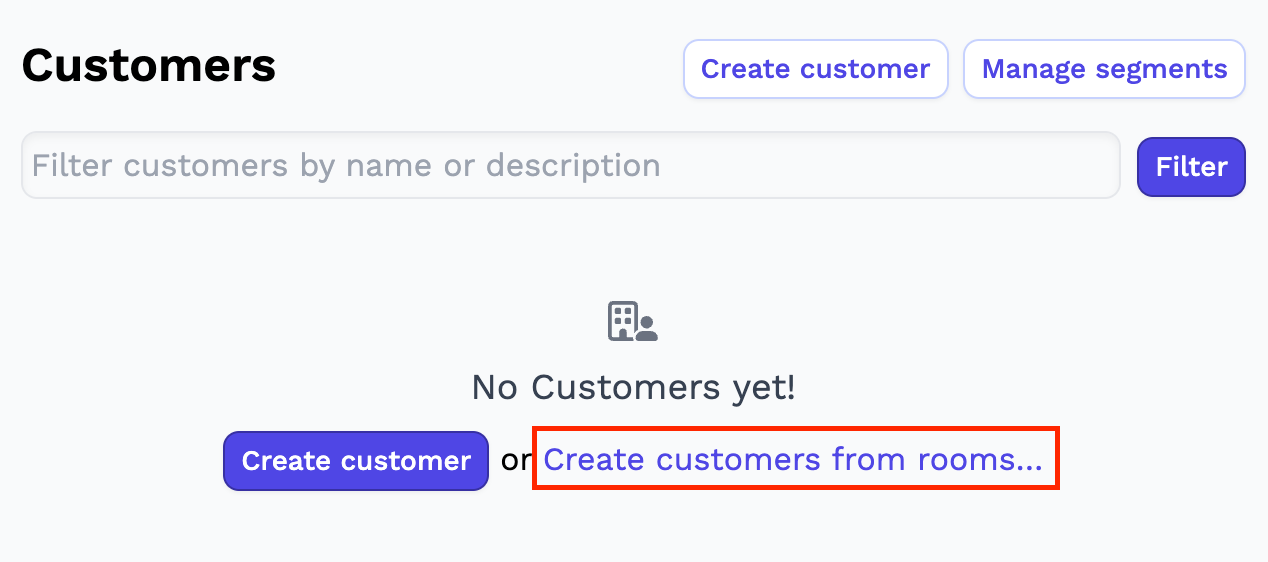 Customers
Create customer
Manage segments
Filter customers by name or description
Filter
No Customers yet!
Create customer or Create customers from rooms...